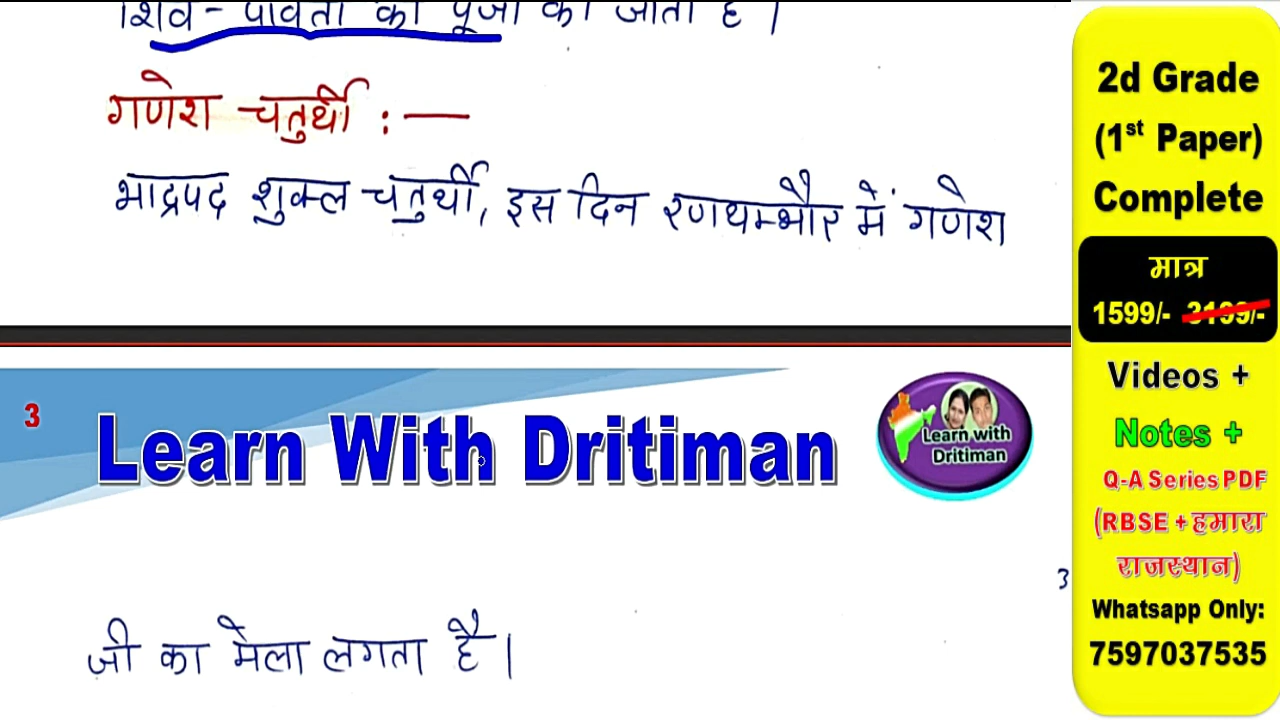 शिव - पार्वती की पूजा की जाती है।
गणेश चतुर्थी : —
भाद्रपद शुक्ल चतुर्थी, इस दिन रणथम्भौर में गणेश
3
Learn With Dritiman
Learn with
Dritiman
3
जी का मेला लगता है।
2d Grade
(1st Paper)
Complete
मात्र
1599/- 3199/-
Videos +
Notes +
Q-A Series PDF
(RBSE + हमारा
राजस्थान)
Whatsapp Only:
7597037535